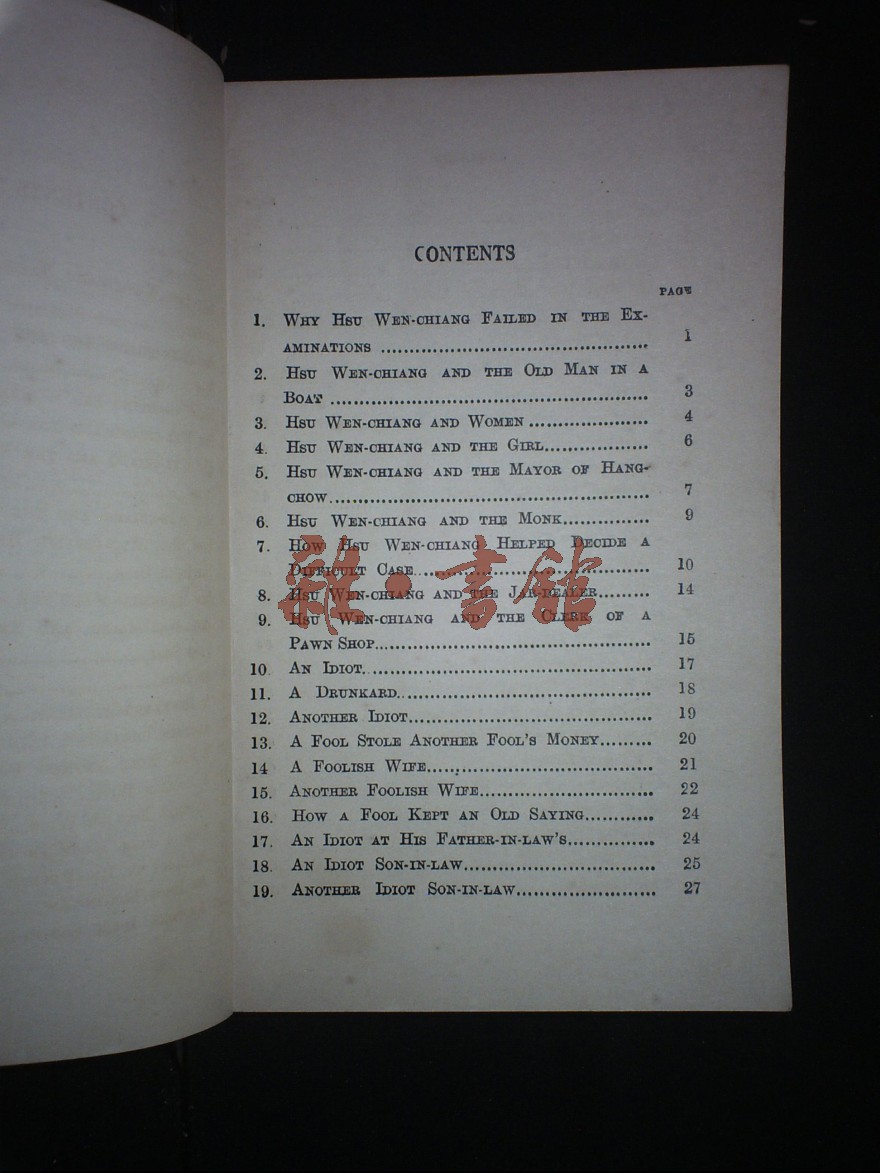 CONTENTS
PAGE
1. WHY HSU WEN-CHIANG FAILED IN THE EX-
AMINATIONS ................................................ 1
2. HSU WEN-CHIANG AND THE OLD MAN IN A
BOAT ........................................................ 3
3. HSU WEN-CHIANG AND WOMEN ..................... 4
4. HSU WEN-CHIANG AND THE GIRL.................. 6
5. HSU WEN-CHIANG AND THE MAYOR OF HANG-
CHOW........................................................ 7
6. HSU WEN-CHIANG AND THE MONK............... 9
7. HOW HSU WEN-CHIANG HELPED DECIDE A
DIFFICULT CASE......................................... 10
8. HSU WEN-CHIANG AND THE JAR-DEALER......... 14
9. HSU WEN-CHIANG AND THE CLERK OF A
PAWN SHOP................................................ 15
10. AN IDIOT.................................................. 17
11. A DRUNKARD............................................ 18
12. ANOTHER IDIOT.......................................... 19
13. A FOOL STOLE ANOTHER FOOL'S MONEY......... 20
14 A FOOLISH WIFE........................................ 21
15. ANOTHER FOOLISH WIFE.............................. 22
16. HOW A FOOL KEPT AN OLD SAYING............ 24
17. AN IDIOT AT HIS FATHER-IN-LAW'S............... 24
18. AN IDIOT SON-IN-LAW................................. 25
19. ANOTHER IDIOT SON-IN-LAW........................ 27
雜·書館